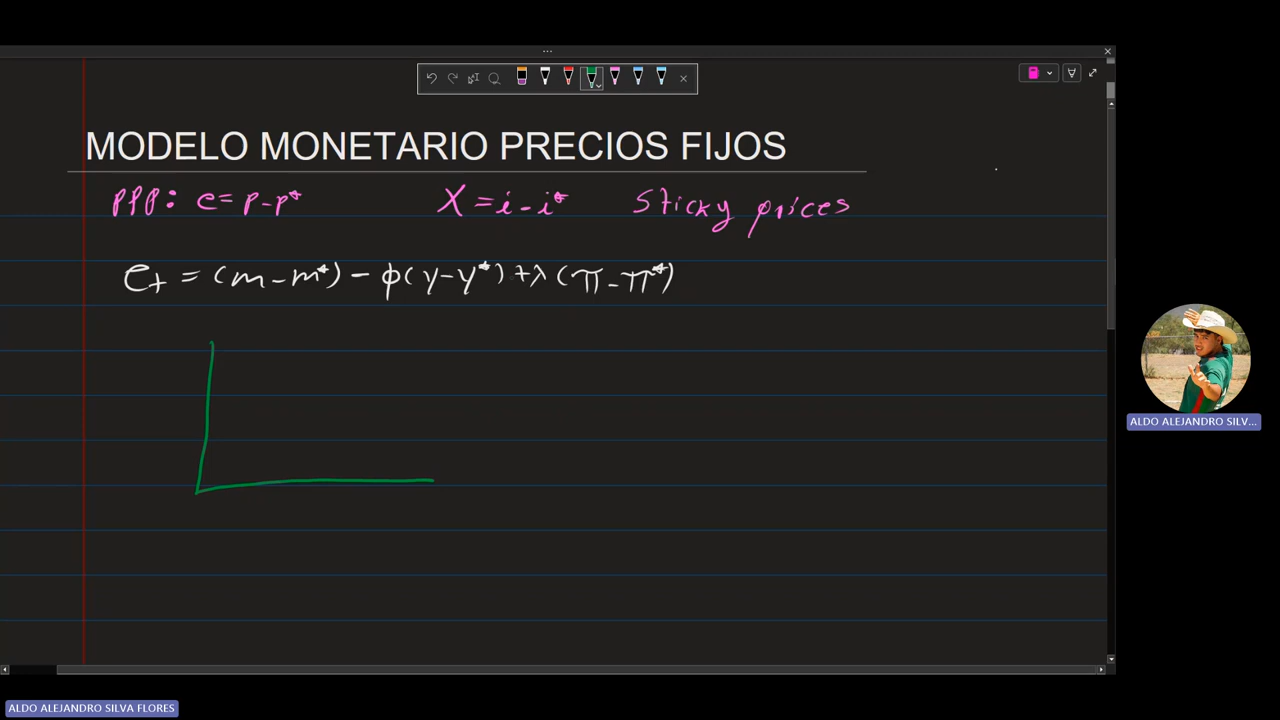 MODELO MONETARIO PRECIOS FIJOS
PPP: e = p - p* X = i - i* Sticky prices
e_t = (m - m*) - φ(y - y*) + λ(π - π*)
ALDO ALEJANDRO SILV...
ALDO ALEJANDRO SILVA FLORES